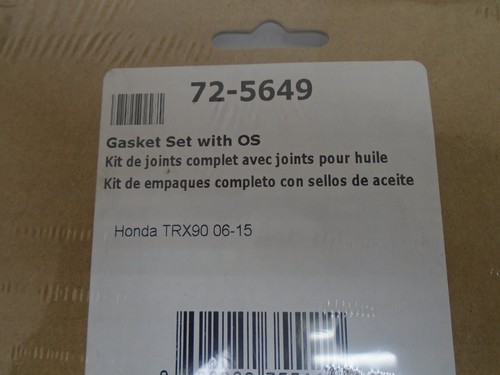 72-5649
Gasket Set with OS
Kit de joints complet avec joints pour huile
Kit de empaques completo con sellos de aceite
Honda TRX90 06-15